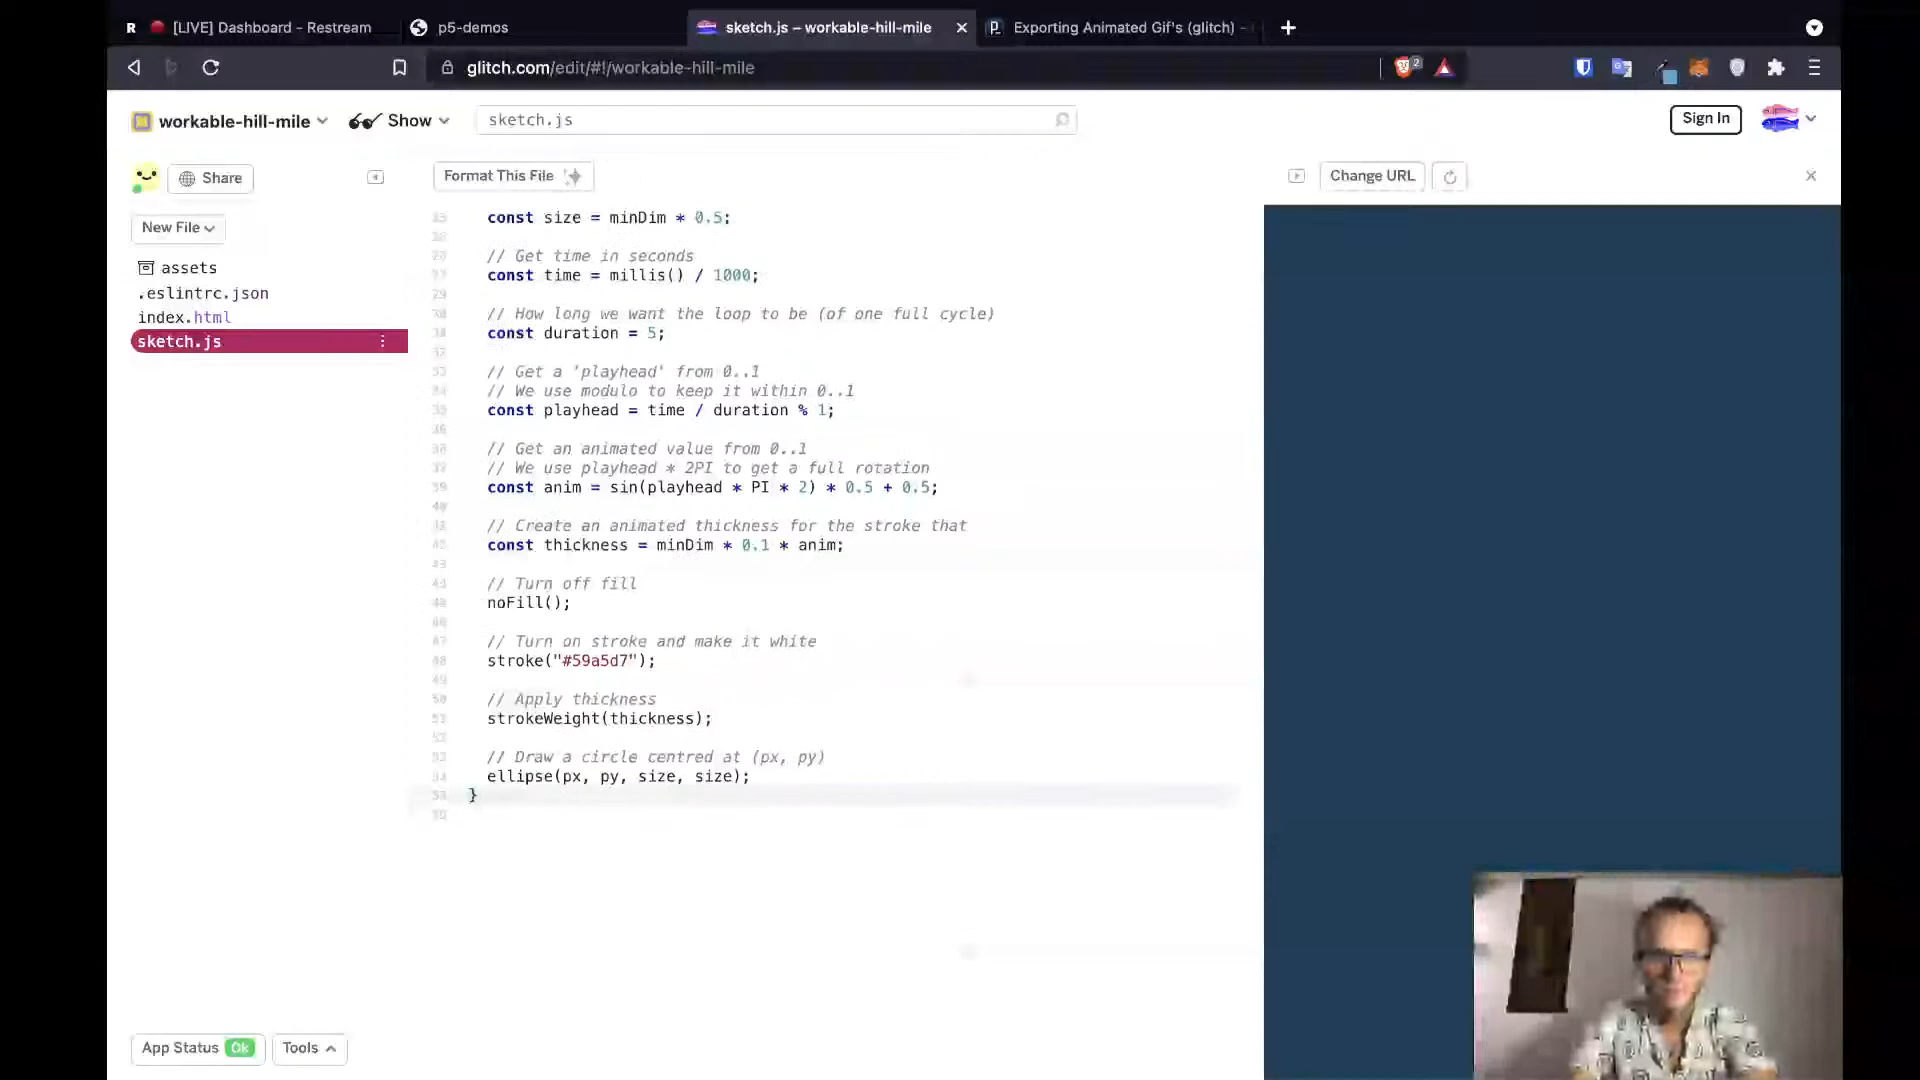 R [LIVE] Dashboard - Restream
p5-demos
sketch.js – workable-hill-mile
Exporting Animated Gif's (glitch) -
glitch.com/edit/#!/workable-hill-mile
2
workable-hill-mile
Show
sketch.js
Sign In
Share
Format This File
Change URL
New File
assets
.eslintrc.json
index.html
sketch.js
const size = minDim * 0.5;
// Get time in seconds
const time = millis() / 1000;
29
// How long we want the loop to be (of one full cycle)
const duration = 5;
// Get a 'playhead' from 0..1
// We use modulo to keep it within 0..1
const playhead = time / duration % 1;
// Get an animated value from 0..1
// We use playhead * 2PI to get a full rotation
const anim = sin(playhead * PI * 2) * 0.5 + 0.5;
40
// Create an animated thickness for the stroke that
const thickness = minDim * 0.1 * anim;
// Turn off fill
noFill();
// Turn on stroke and make it white
48 stroke("#59a5d7");
49
50 // Apply thickness
strokeWeight(thickness);
// Draw a circle centred at (px, py)
ellipse(px, py, size, size);
}
App Status Ok
Tools